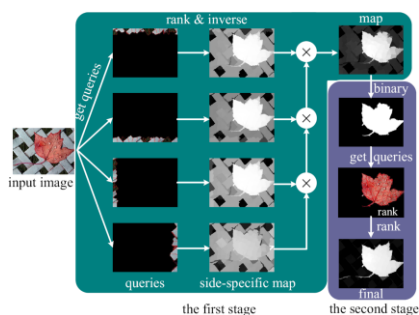 rank & inverse
map
get queries
binary
input image
get queries
rank
rank
queries
side-specific map
final
the first stage
the second stage